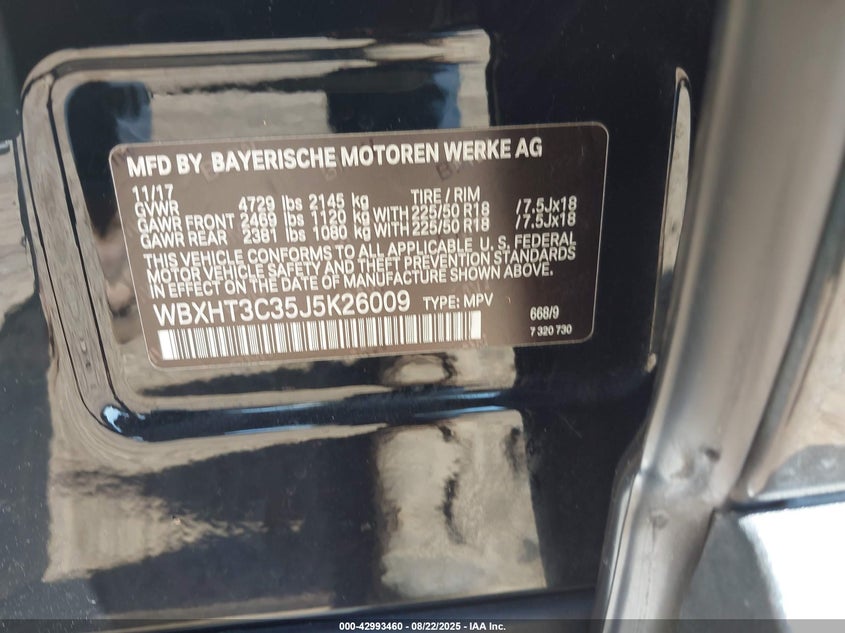 MFD BY BAYERISCHE MOTOREN WERKE AG
11/17 TIRE / RIM
GVWR 4729 lbs 2145 kg
GAWR FRONT 2469 lbs 1120 kg WITH 225/50 R18 /7.5Jx18
GAWR REAR 2381 lbs 1080 kg WITH 225/50 R18 /7.5Jx18
THIS VEHICLE CONFORMS TO ALL APPLICABLE U.S. FEDERAL
MOTOR VEHICLE SAFETY AND THEFT PREVENTION STANDARDS
IN EFFECT ON THE DATE OF MANUFACTURE SHOWN ABOVE.
WBXHT3C35J5K26009 TYPE: MPV 668/9
7 320 730
000-42993460 - 08/22/2025 - IAA Inc.